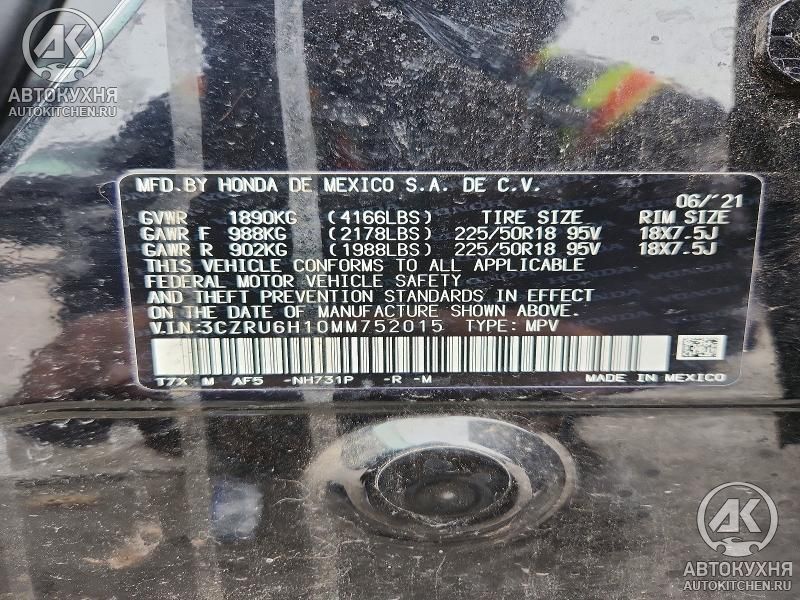 АК
АВТОКУХНЯ
AUTOKITCHEN.RU
MFD. BY HONDA DE MEXICO S.A. DE C.V.
06/'21
GVWR 1890KG (4166LBS) TIRE SIZE RIM SIZE
GAWR F 988KG (2178LBS) 225/50R18 95V 18X7.5J
GAWR R 902KG (1988LBS) 225/50R18 95V 18X7.5J
THIS VEHICLE CONFORMS TO ALL APPLICABLE
FEDERAL MOTOR VEHICLE SAFETY
AND THEFT PREVENTION STANDARDS IN EFFECT
ON THE DATE OF MANUFACTURE SHOWN ABOVE.
V.I.N.:3CZRU6H10MM752015 TYPE: MPV
T7X M AF5 -NH731P -R -M MADE IN MEXICO
АК
АВТОКУХНЯ
AUTOKITCHEN.RU